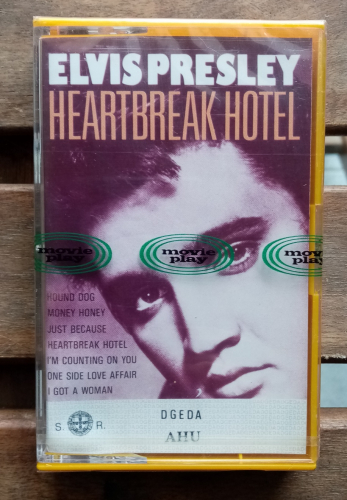 ELVIS PRESLEY
HEARTBREAK HOTEL
movie play
movie play
movie play
HOUND DOG
MONEY HONEY
JUST BECAUSE
HEARTBREAK HOTEL
I'M COUNTING ON YOU
ONE SIDE LOVE AFFAIR
I GOT A WOMAN
S. R.
DGEDA
AHU